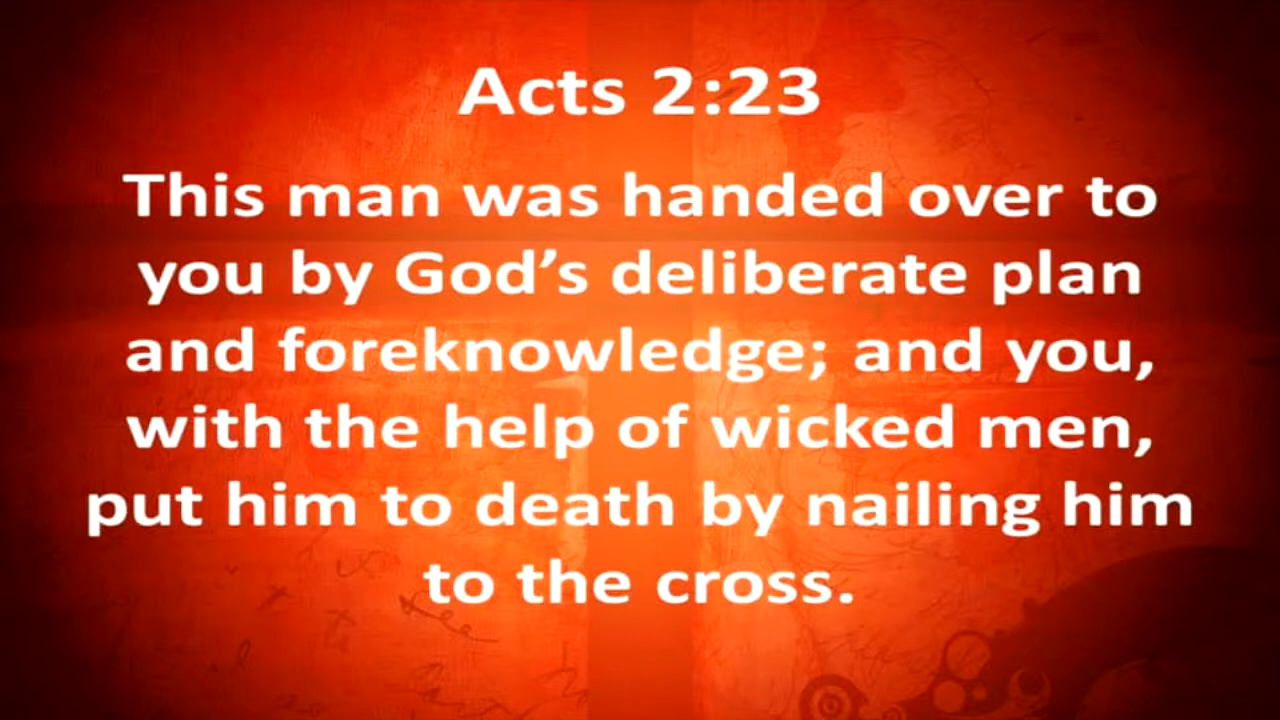 Acts 2:23
This man was handed over to
you by God’s deliberate plan
and foreknowledge; and you,
with the help of wicked men,
put him to death by nailing him
to the cross.